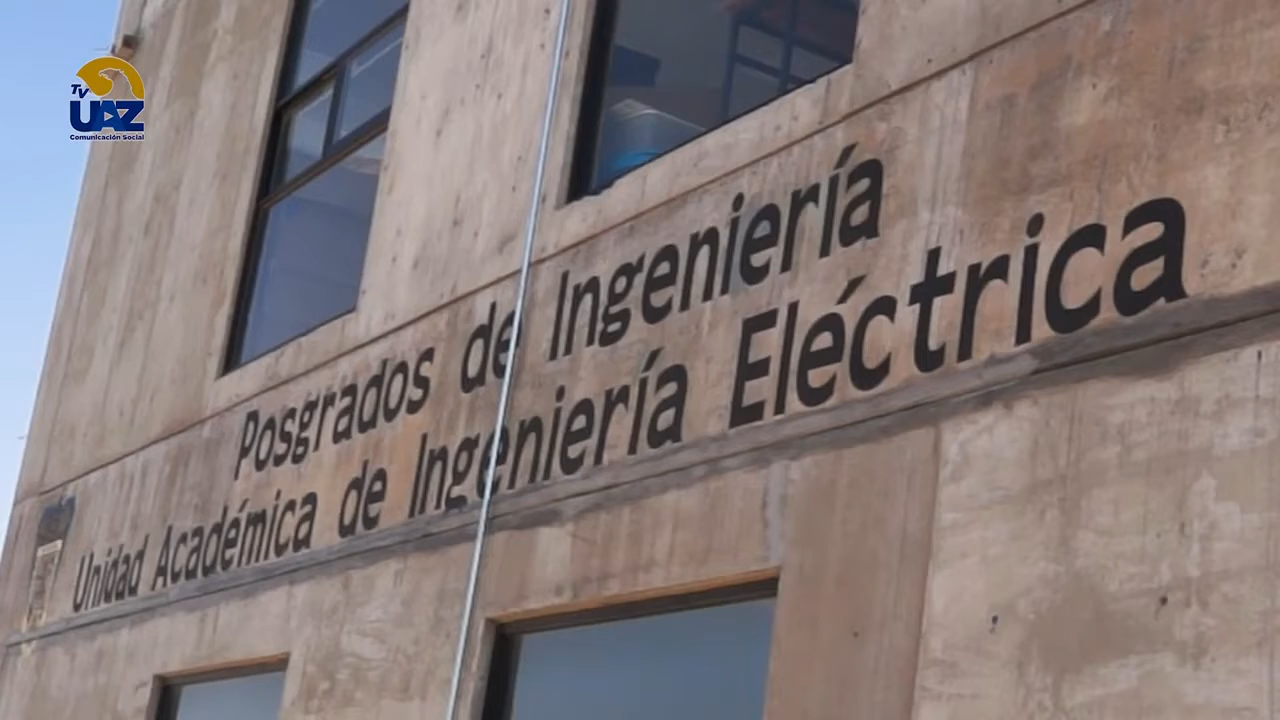 Tv
UAZ
Comunicación Social
Posgrados de Ingeniería
Unidad Académica de Ingeniería Eléctrica